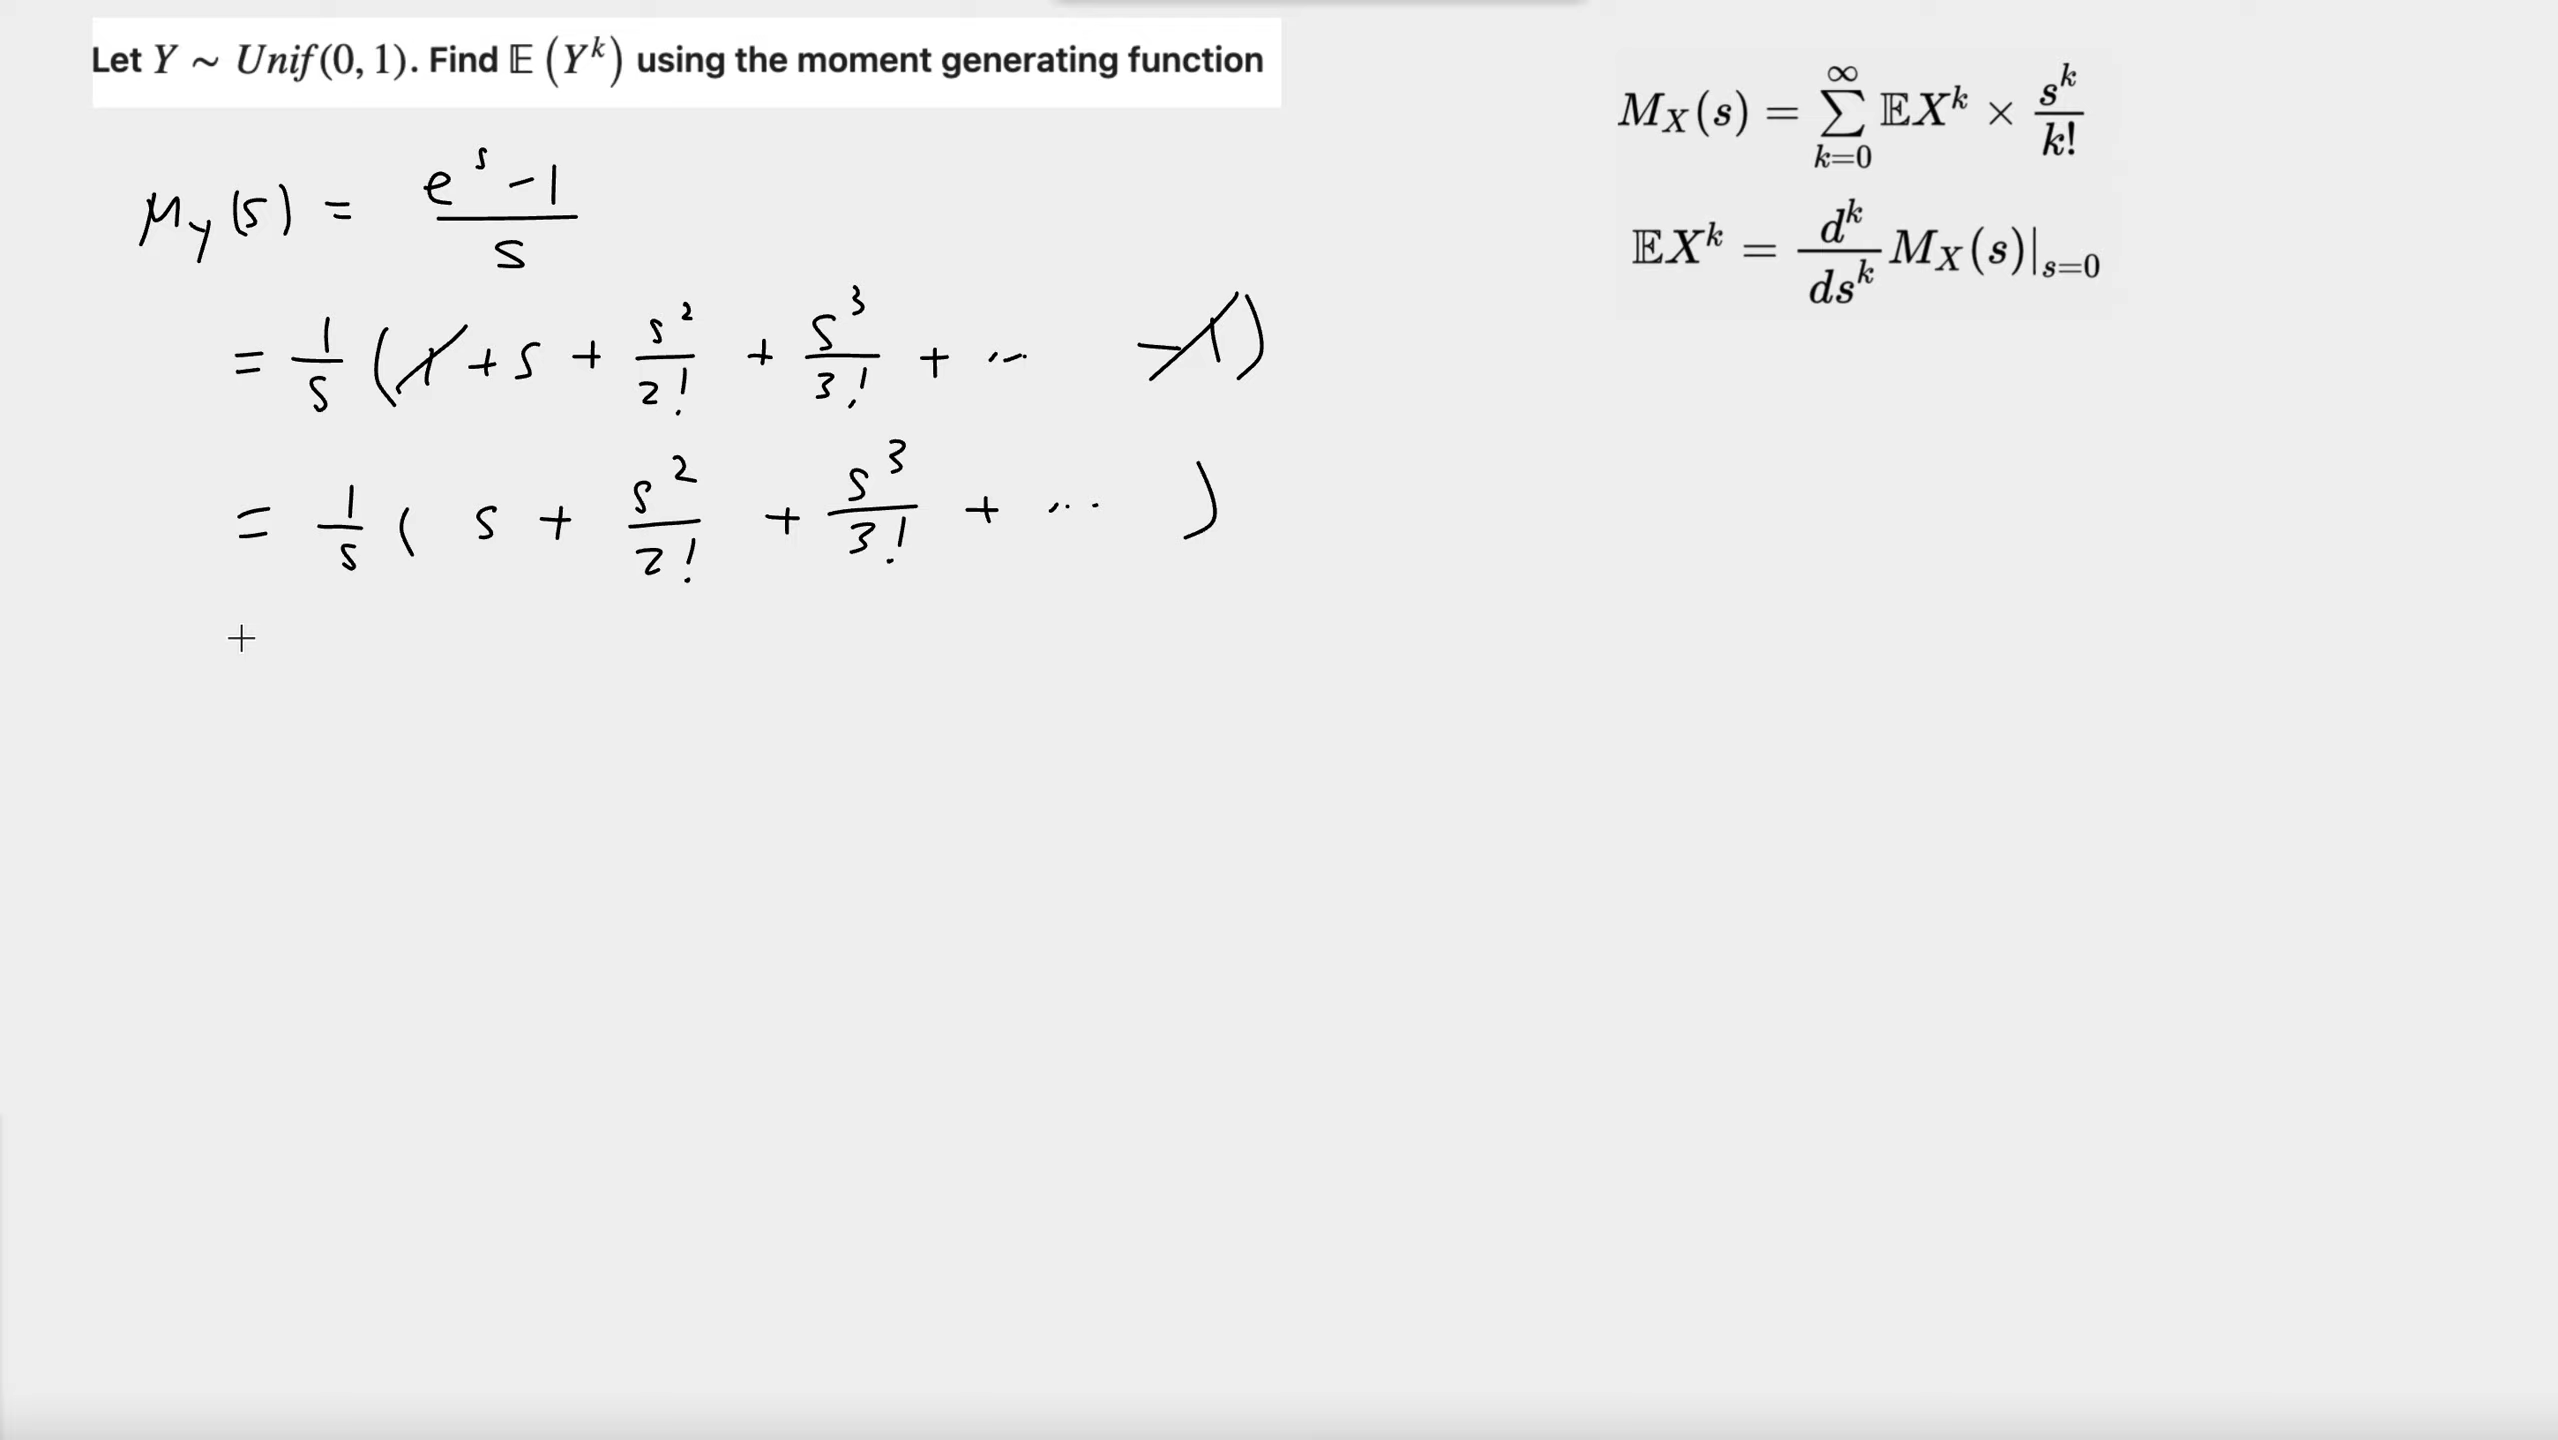 Let Y ∼ Unif(0, 1). Find 𝔼 (Y^k) using the moment generating function
M_X(s) = ∑_{k=0}^{∞} 𝔼X^k × s^k/k!
𝔼X^k = d^k/ds^k M_X(s)|_{s=0}
M_Y(s) = (e^s - 1)/s
= 1/s (1 + s + s^2/2! + s^3/3! + ... - 1)
= 1/s ( s + s^2/2! + s^3/3! + ... )